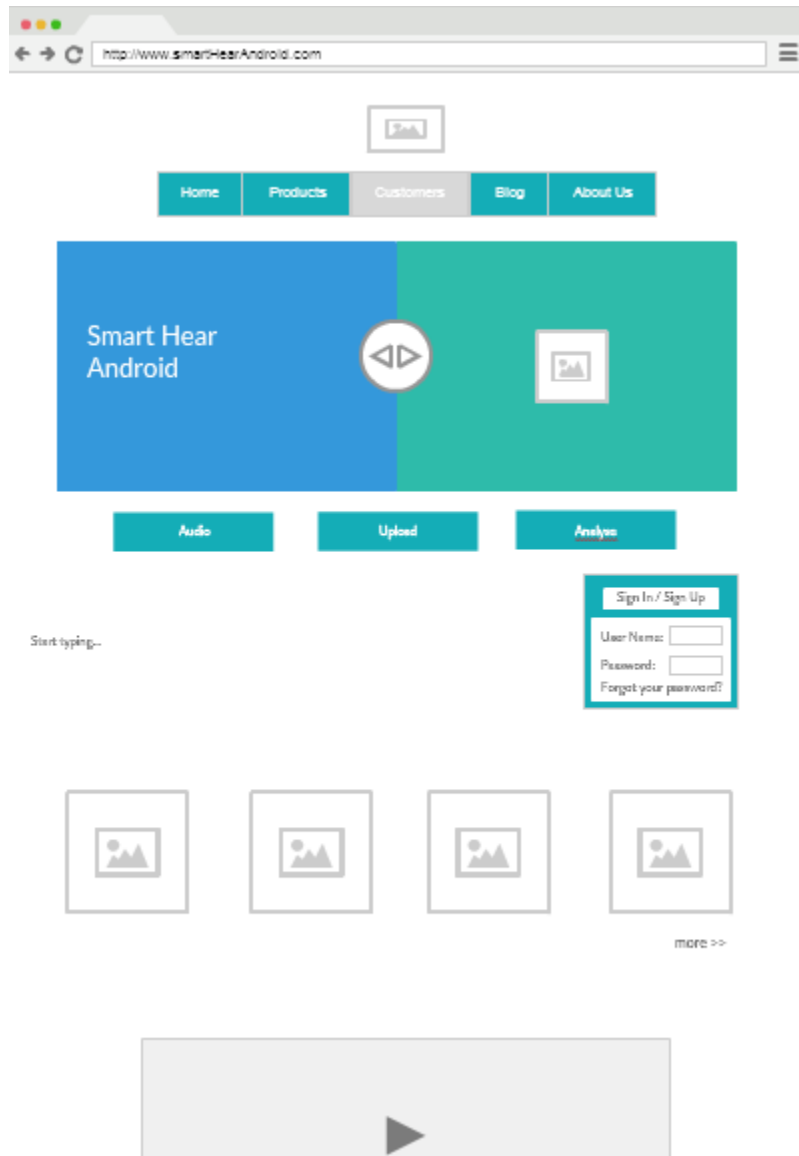 http://www.smartHearAndroid.com
Home Products Customers Blog About Us
Smart Hear
Android
Audio Upload Analyse
Sign In / Sign Up
Start typing...
User Name:
Password:
Forgot your password?
more >>